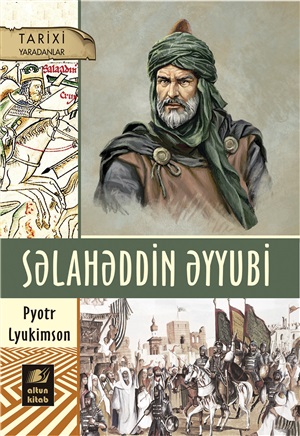 TARİXİ
YARADANLAR
Saladin
SƏLAHƏDDİN ƏYYUBİ
Pyotr
Lyukimson
altun
kitab